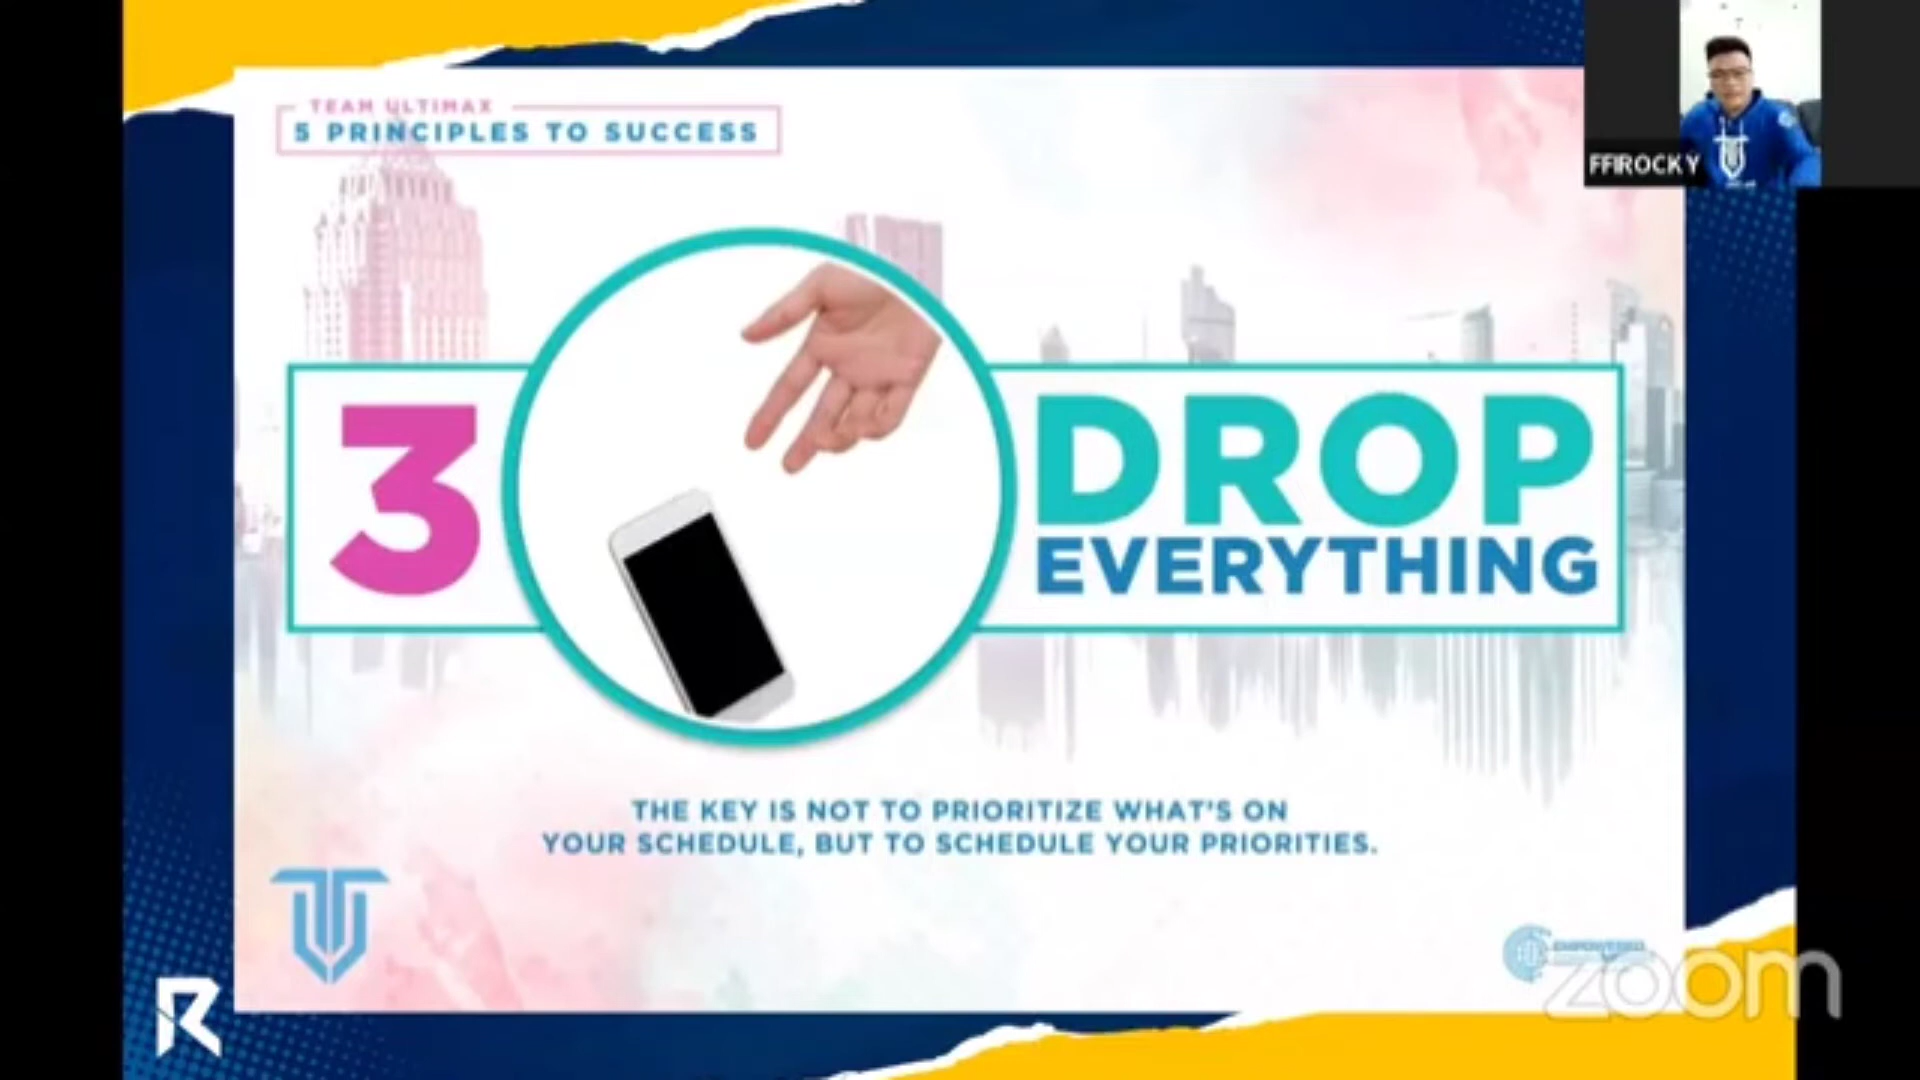 TEAM ULTIMAX
5 PRINCIPLES TO SUCCESS
FFIROCKY
3
DROP
EVERYTHING
THE KEY IS NOT TO PRIORITIZE WHAT'S ON
YOUR SCHEDULE, BUT TO SCHEDULE YOUR PRIORITIES.
EMPOWERED
zoom
R